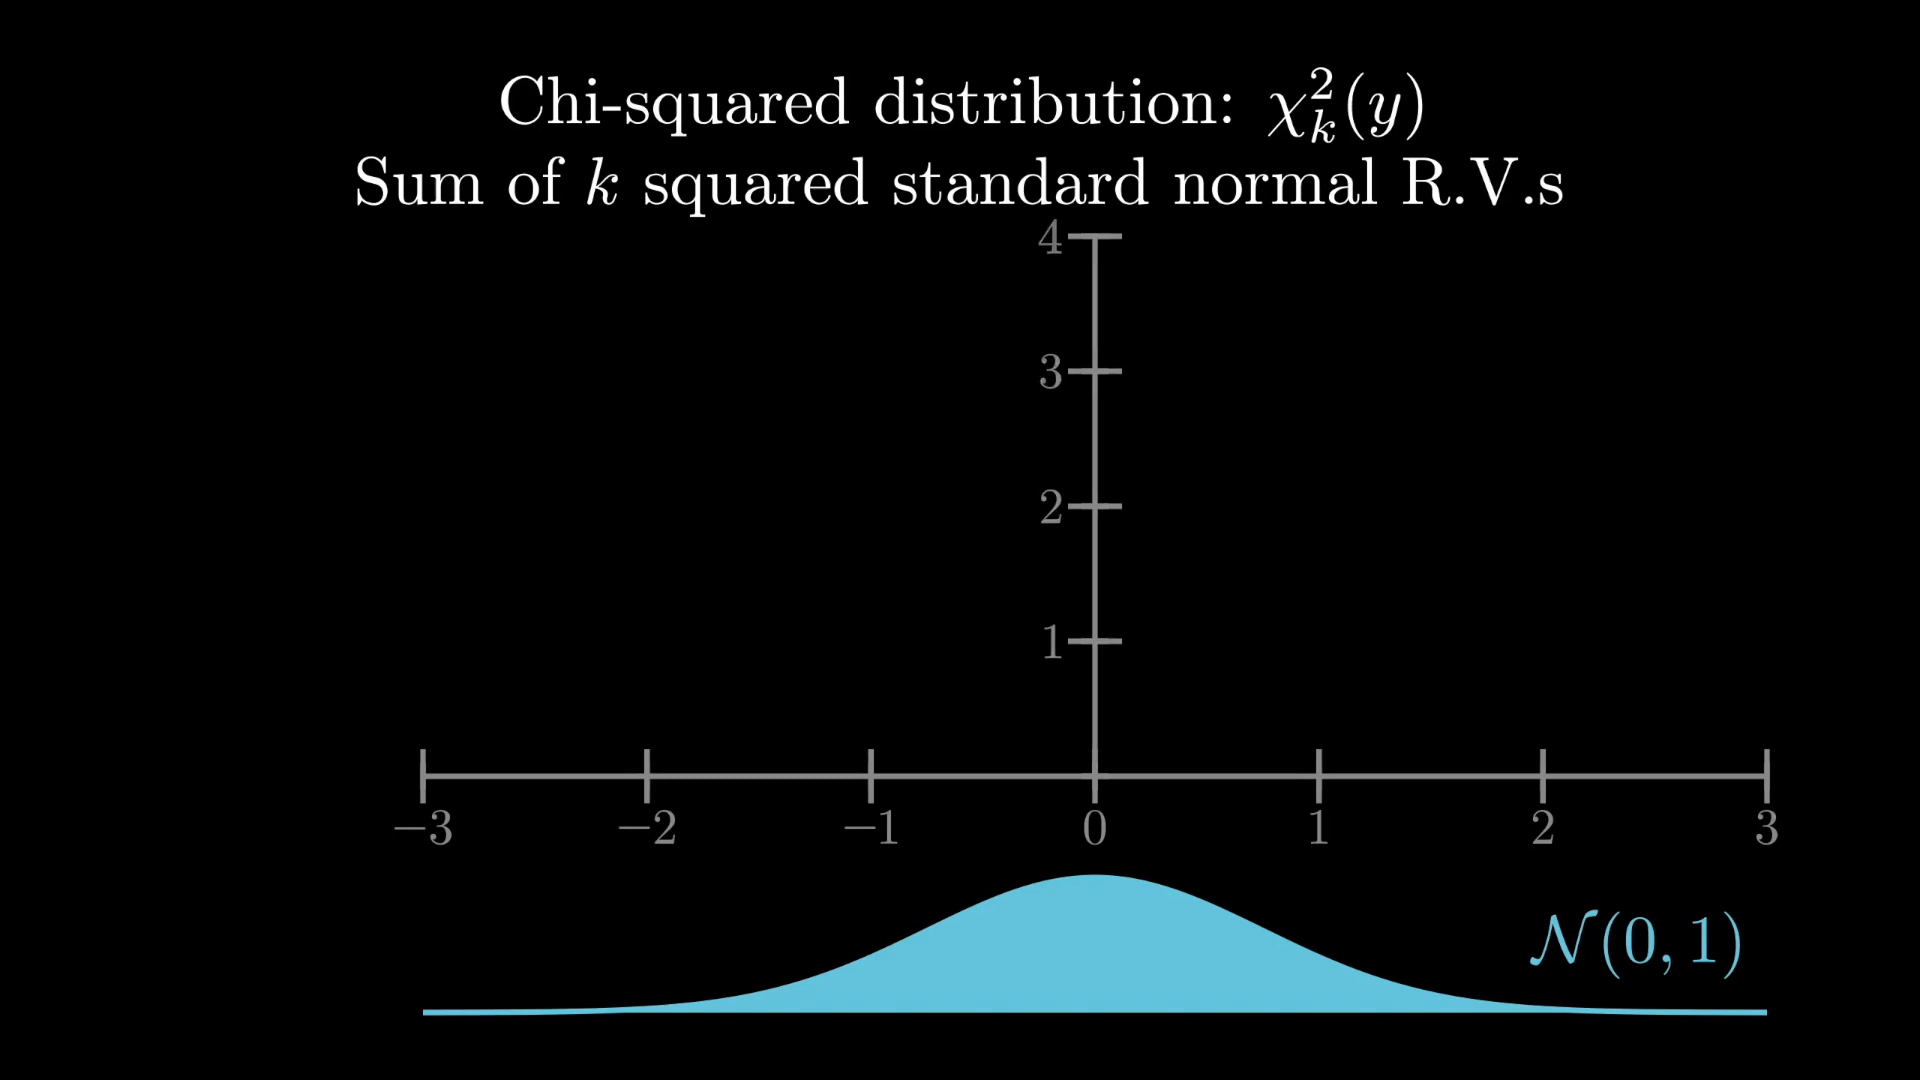 Chi-squared distribution: χ²ₖ(y)
Sum of k squared standard normal R.V.s
4
3
2
1
−3 −2 −1 0 1 2 3
𝒩(0, 1)